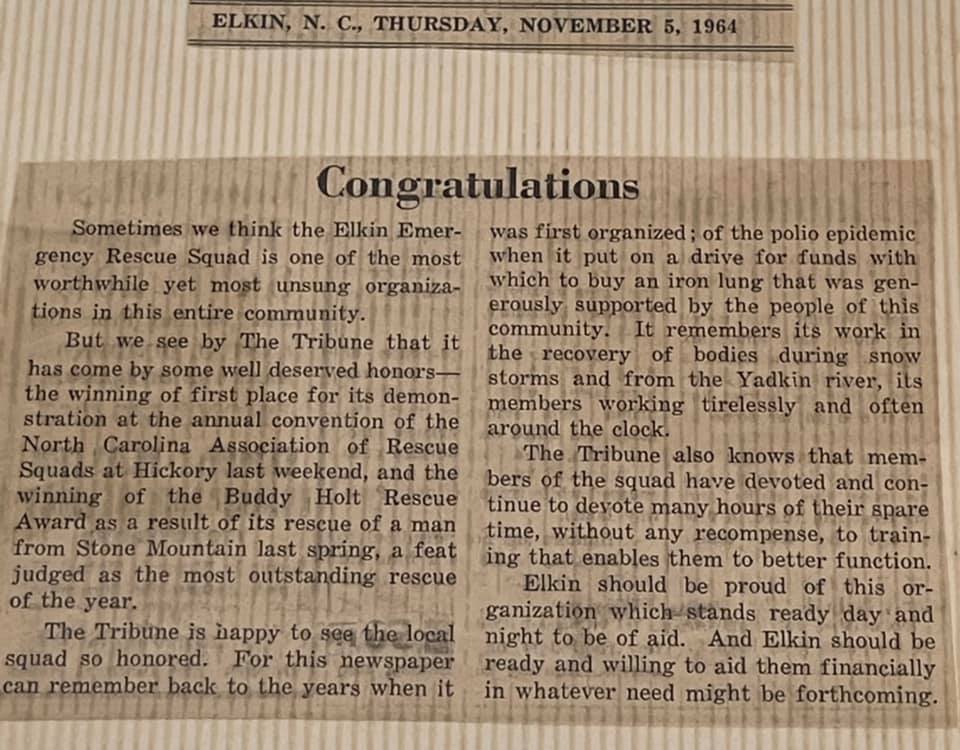 ELKIN, N. C., THURSDAY, NOVEMBER 5, 1964
Congratulations
Sometimes we think the Elkin Emer-
gency Rescue Squad is one of the most
worthwhile yet most unsung organiza-
tions in this entire community.
But we see by The Tribune that it
has come by some well deserved honors—
the winning of first place for its demon-
stration at the annual convention of the
North Carolina Association of Rescue
Squads at Hickory last weekend, and the
winning of the Buddy Holt Rescue
Award as a result of its rescue of a man
from Stone Mountain last spring, a feat
judged as the most outstanding rescue
of the year.
The Tribune is happy to see the local
squad so honored. For this newspaper
can remember back to the years when it
was first organized; of the polio epidemic
when it put on a drive for funds with
which to buy an iron lung that was gen-
erously supported by the people of this
community. It remembers its work in
the recovery of bodies during snow
storms and from the Yadkin river, its
members working tirelessly and often
around the clock.
The Tribune also knows that mem-
bers of the squad have devoted and con-
tinue to devote many hours of their spare
time, without any recompense, to train-
ing that enables them to better function.
Elkin should be proud of this or-
ganization which stands ready day and
night to be of aid. And Elkin should be
ready and willing to aid them financially
in whatever need might be forthcoming.